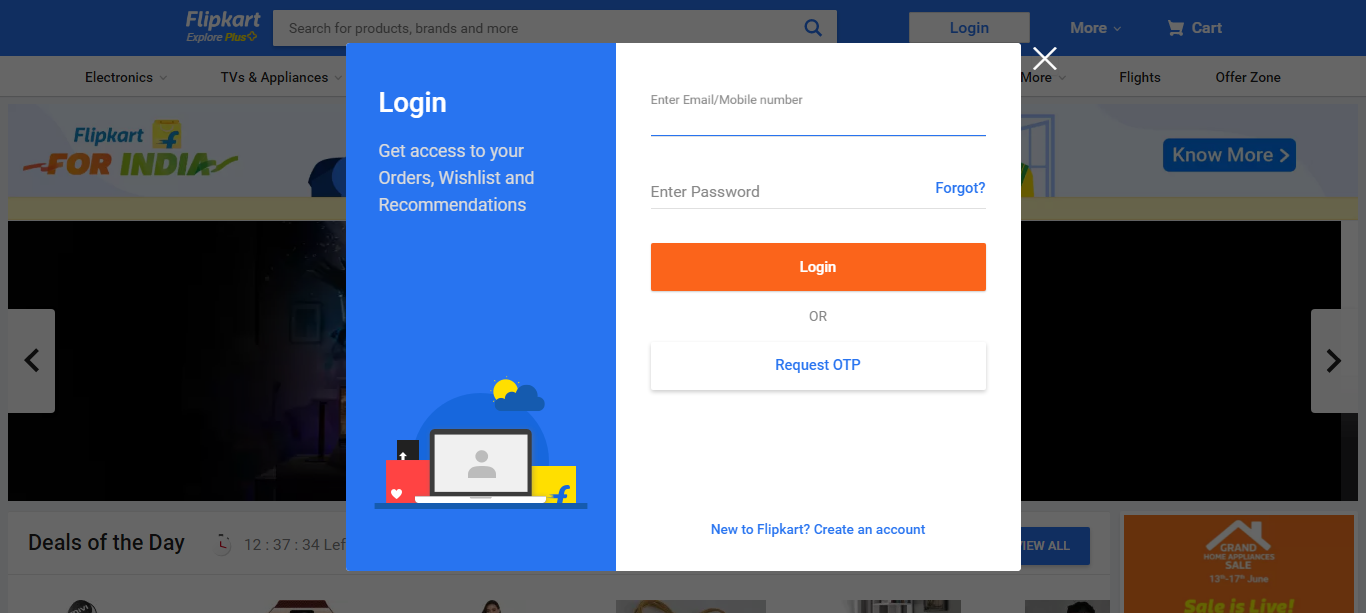 Flipkart
Explore Plus
Search for products, brands and more
Login
More
Cart
Electronics
TVs & Appliances
More
Flights
Offer Zone
Flipkart
FOR INDIA
Know More
Login
Get access to your
Orders, Wishlist and
Recommendations
Enter Email/Mobile number
Enter Password
Forgot?
Login
OR
Request OTP
New to Flipkart? Create an account
Deals of the Day
12 : 37 : 34 Lef
VIEW ALL
GRAND
HOME APPLIANCES
SALE
13th-17th June
Sale is Live!